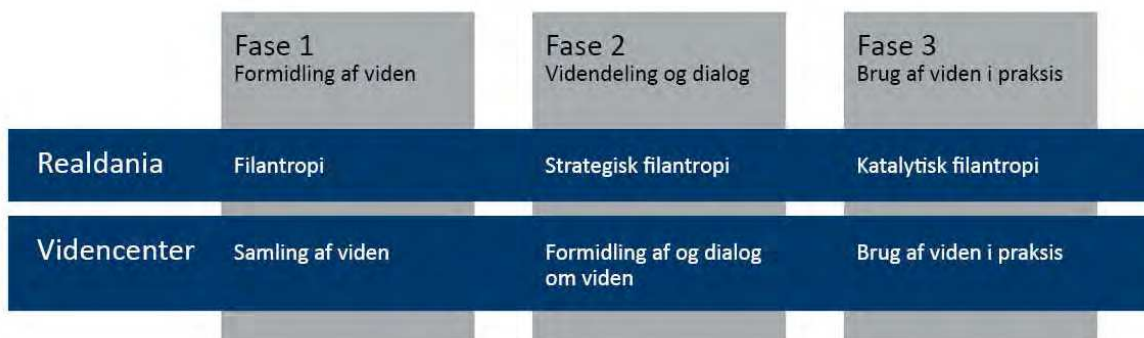 Fase 1
Formidling af viden
Fase 2
Videndeling og dialog
Fase 3
Brug af viden i praksis
Realdania
Filantropi
Strategisk filantropi
Katalytisk filantropi
Videncenter
Samling af viden
Formidling af og dialog
om viden
Brug af viden i praksis